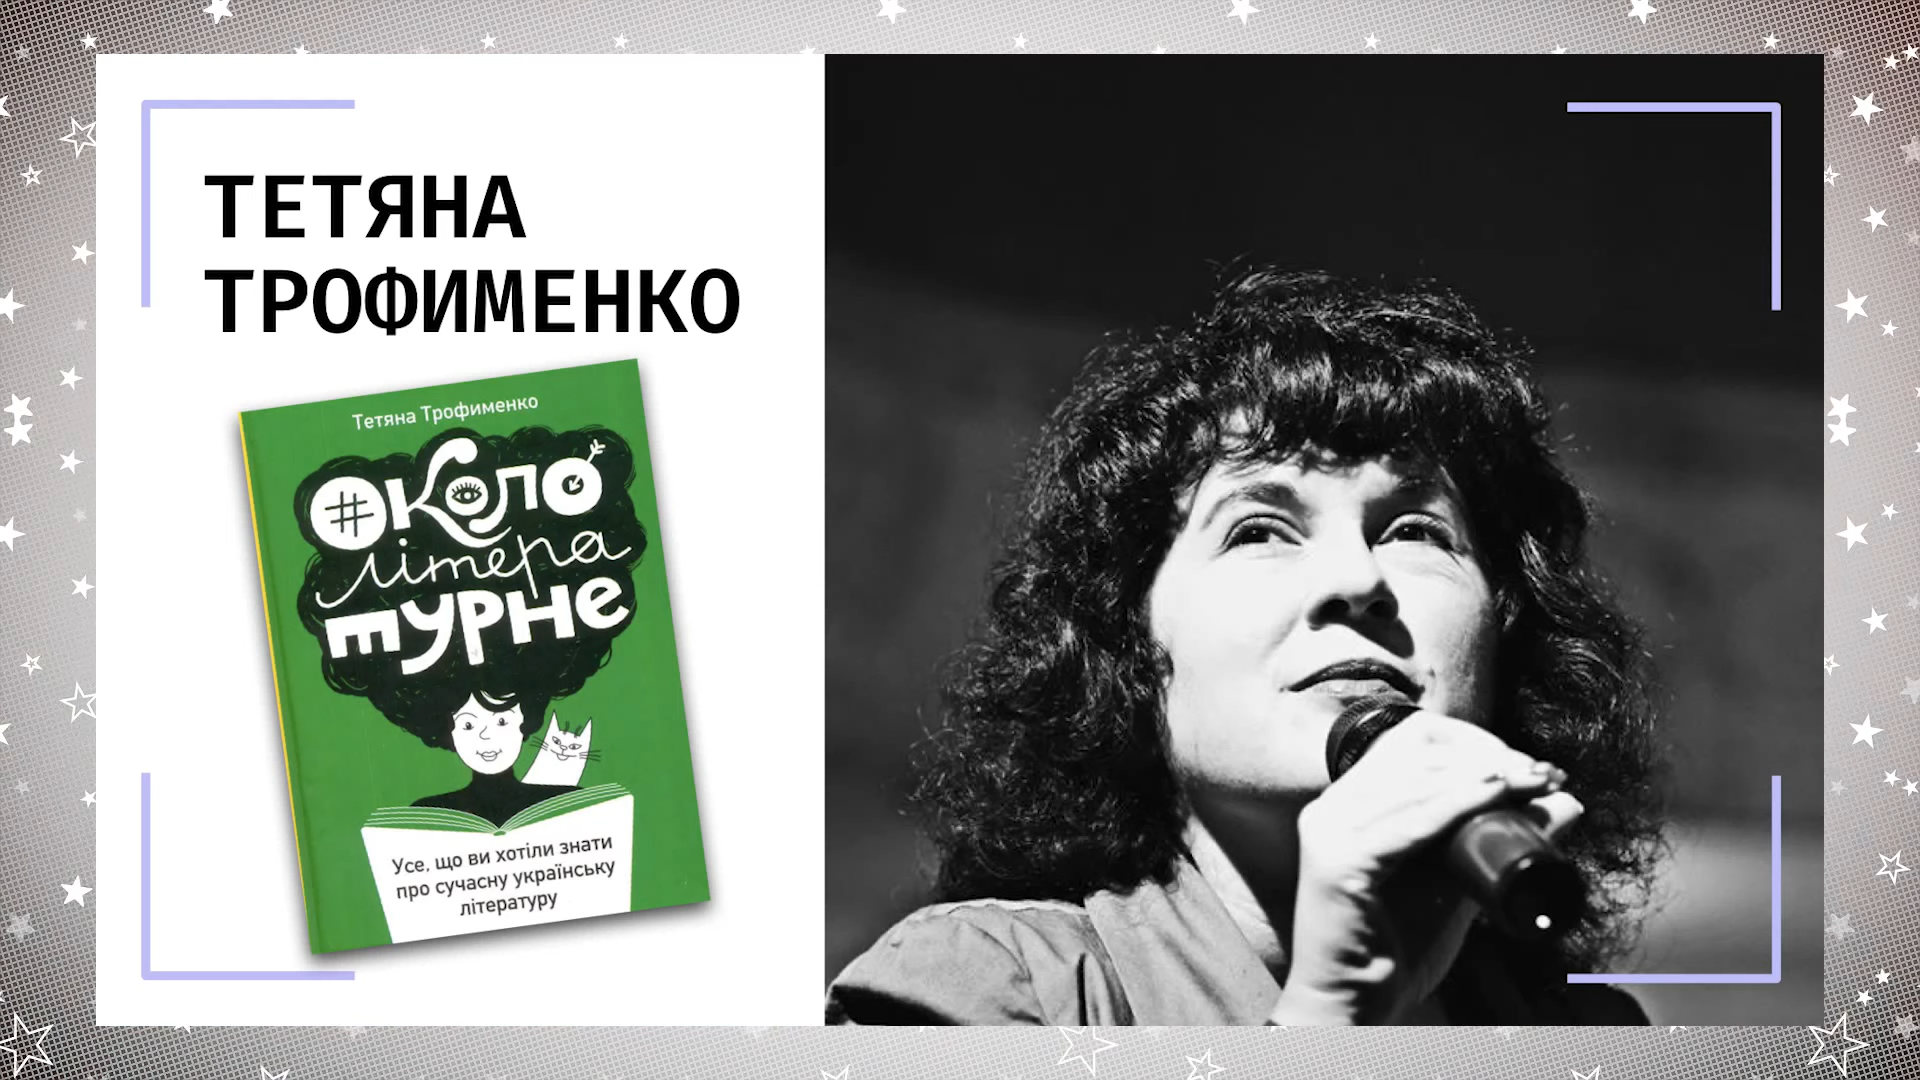 ТЕТЯНА
ТРОФИМЕНКО
Тетяна Трофименко
#ОКОЛО
літера
турне
Усе, що ви хотіли знати
про сучасну українську
літературу